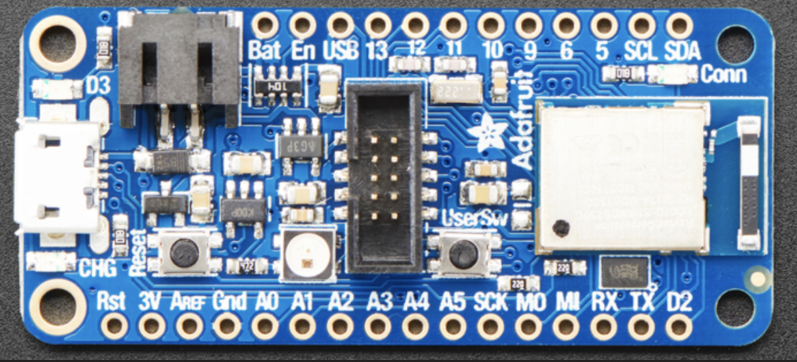 Bat En USB 13 12 11 10 9 6 5 SCL SDA
D3
Conn
Adafruit
UserSw
Reset
CHG
Rst 3V AREF Gnd A0 A1 A2 A3 A4 A5 SCK MO MI RX TX D2